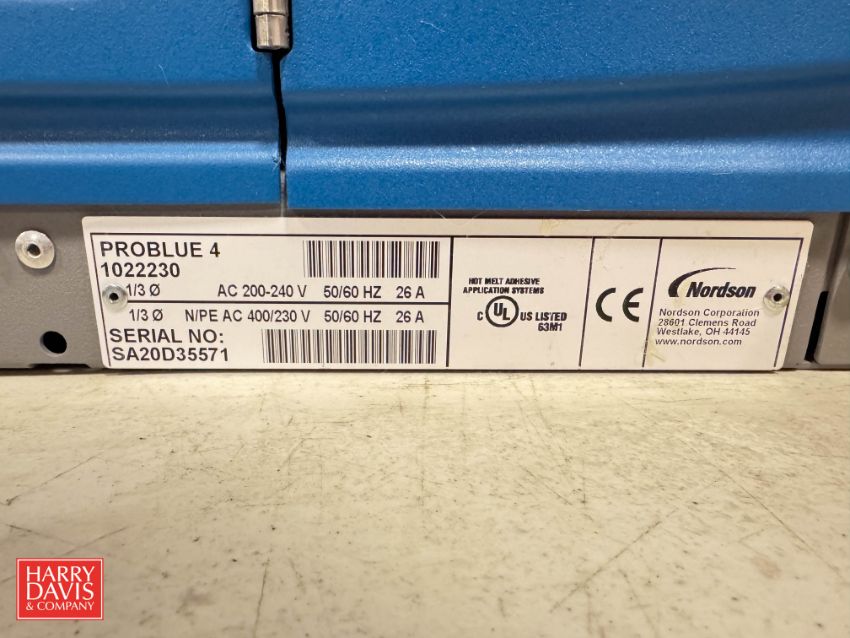 PROBLUE 4
1022230
1/3 Ø AC 200-240 V 50/60 HZ 26 A
1/3 Ø N/PE AC 400/230 V 50/60 HZ 26 A
SERIAL NO:
SA20D35571
HOT MELT ADHESIVE
APPLICATION SYSTEMS
C UL US LISTED
63M1
CE
Nordson
Nordson Corporation
28601 Clemens Road
Westlake, OH 44145
www.nordson.com
HARRY
DAVIS
& COMPANY